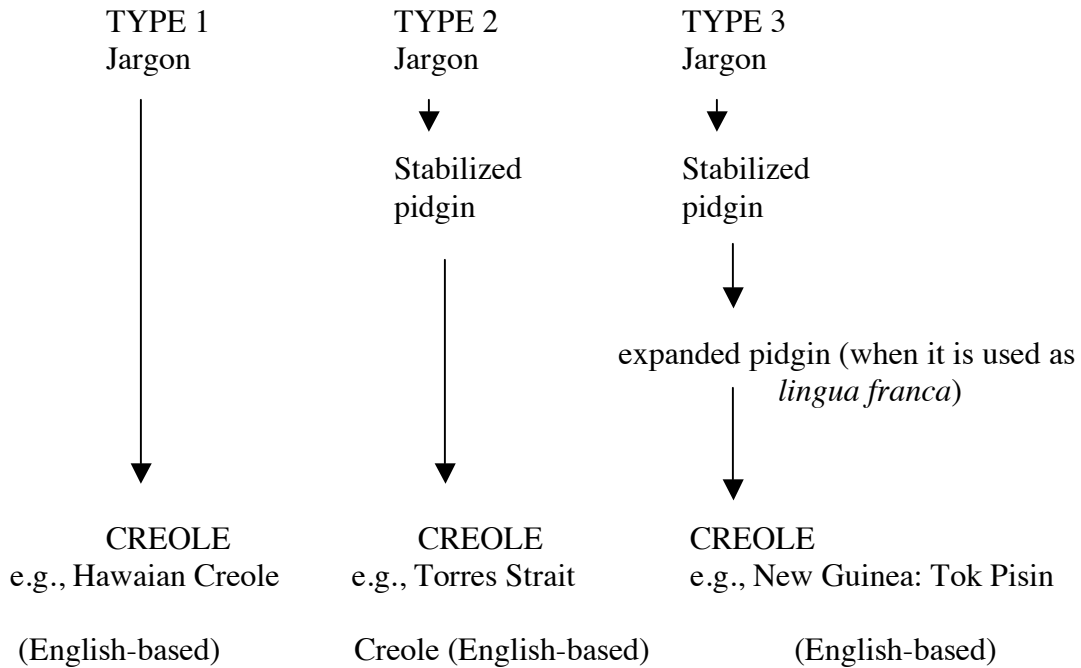 TYPE 1
Jargon
TYPE 2
Jargon
TYPE 3
Jargon
Stabilized
pidgin
Stabilized
pidgin
expanded pidgin (when it is used as
lingua franca)
CREOLE
e.g., Hawaian Creole
(English-based)
CREOLE
e.g., Torres Strait
Creole (English-based)
CREOLE
e.g., New Guinea: Tok Pisin
(English-based)